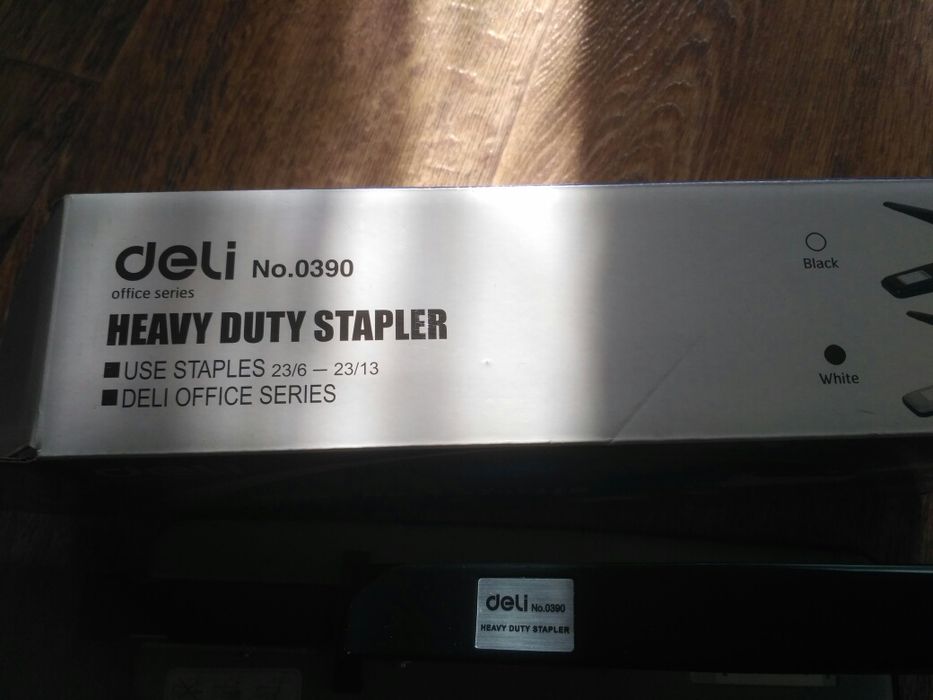 deli No.0390
office series
HEAVY DUTY STAPLER
USE STAPLES 23/6 — 23/13
DELI OFFICE SERIES
Black
White
deli No.0390
HEAVY DUTY STAPLER